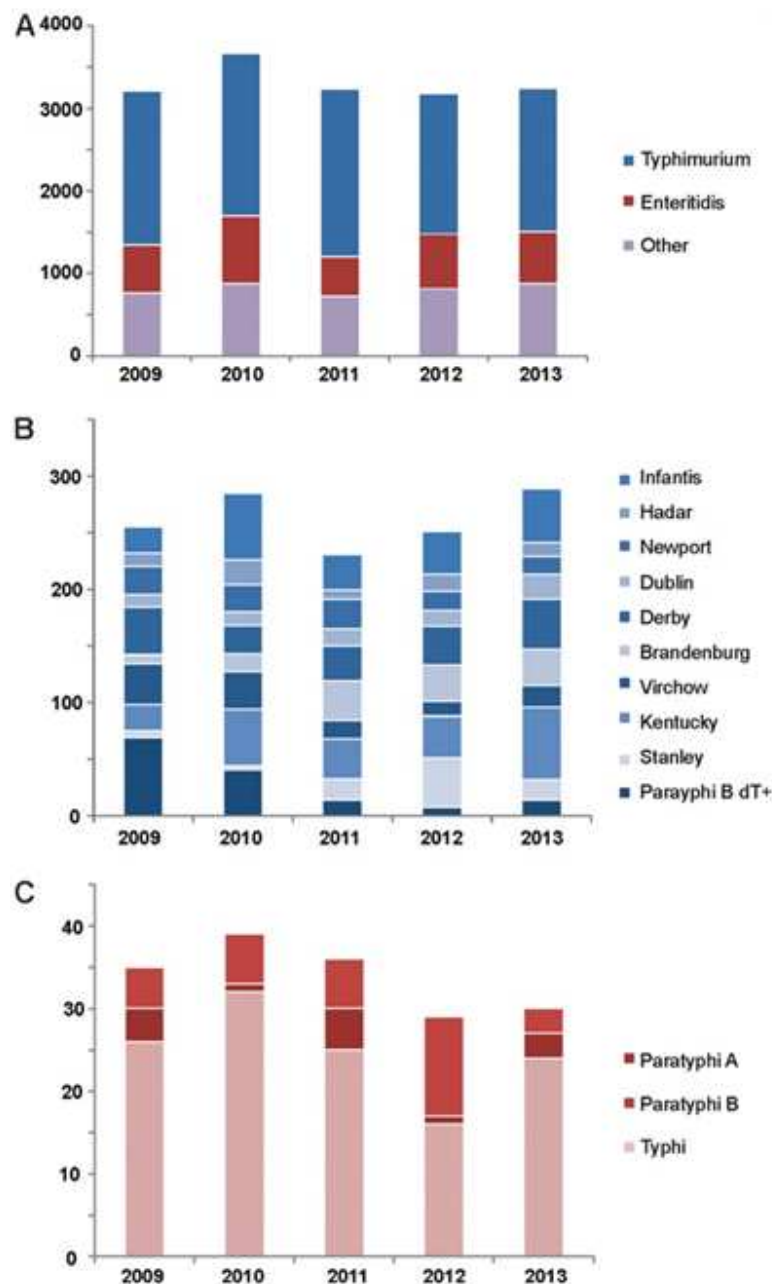 A
4000
3000
2000
1000
0
2009 2010 2011 2012 2013
Typhimurium
Enteritidis
Other
B
300
200
100
0
2009 2010 2011 2012 2013
Infantis
Hadar
Newport
Dublin
Derby
Brandenburg
Virchow
Kentucky
Stanley
Parayphi B dT+
C
40
30
20
10
0
2009 2010 2011 2012 2013
Paratyphi A
Paratyphi B
Typhi